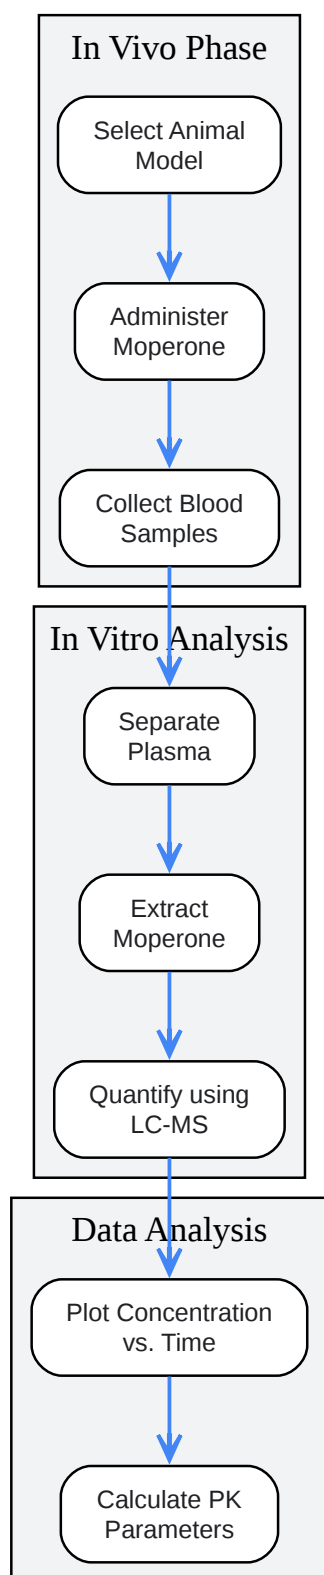 In Vivo Phase
Select Animal
Model
Administer
Moperone
Collect Blood
Samples
In Vitro Analysis
Separate
Plasma
Extract
Moperone
Quantify using
LC-MS
Data Analysis
Plot Concentration
vs. Time
Calculate PK
Parameters